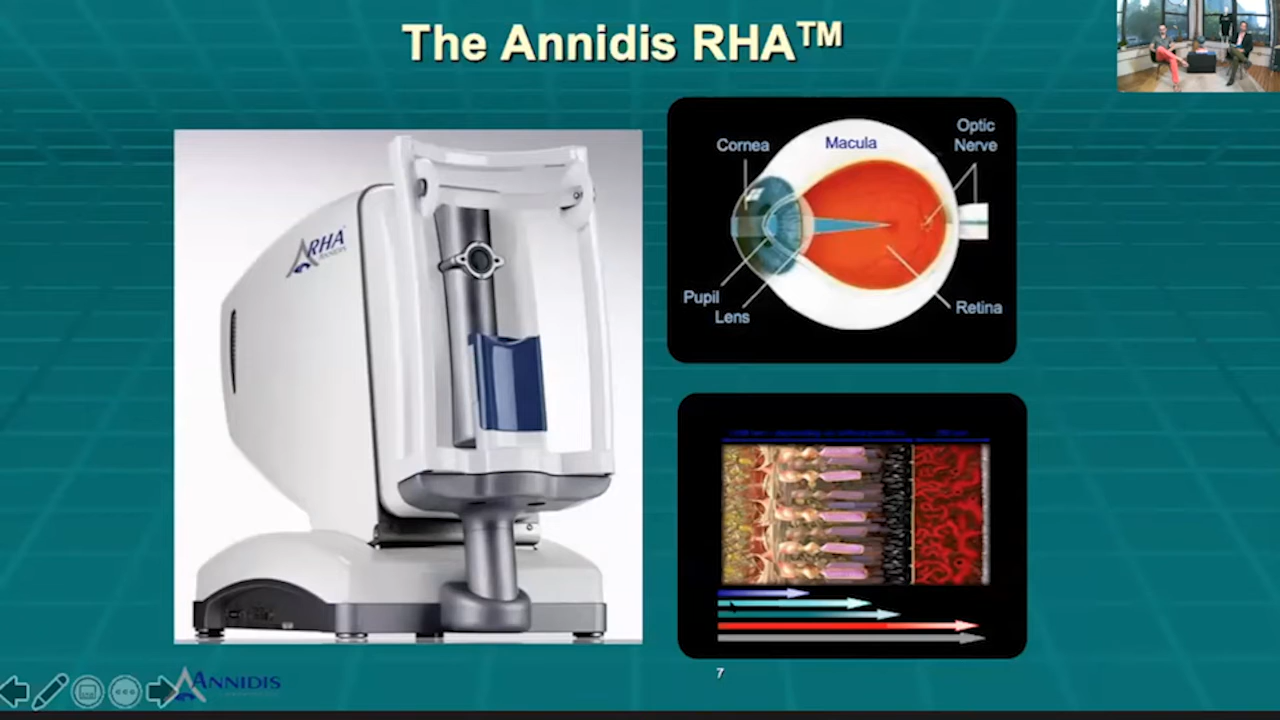 The Annidis RHA™
RHA
Cornea
Macula
Optic
Nerve
Pupil
Lens
Retina
7
ANNIDIS